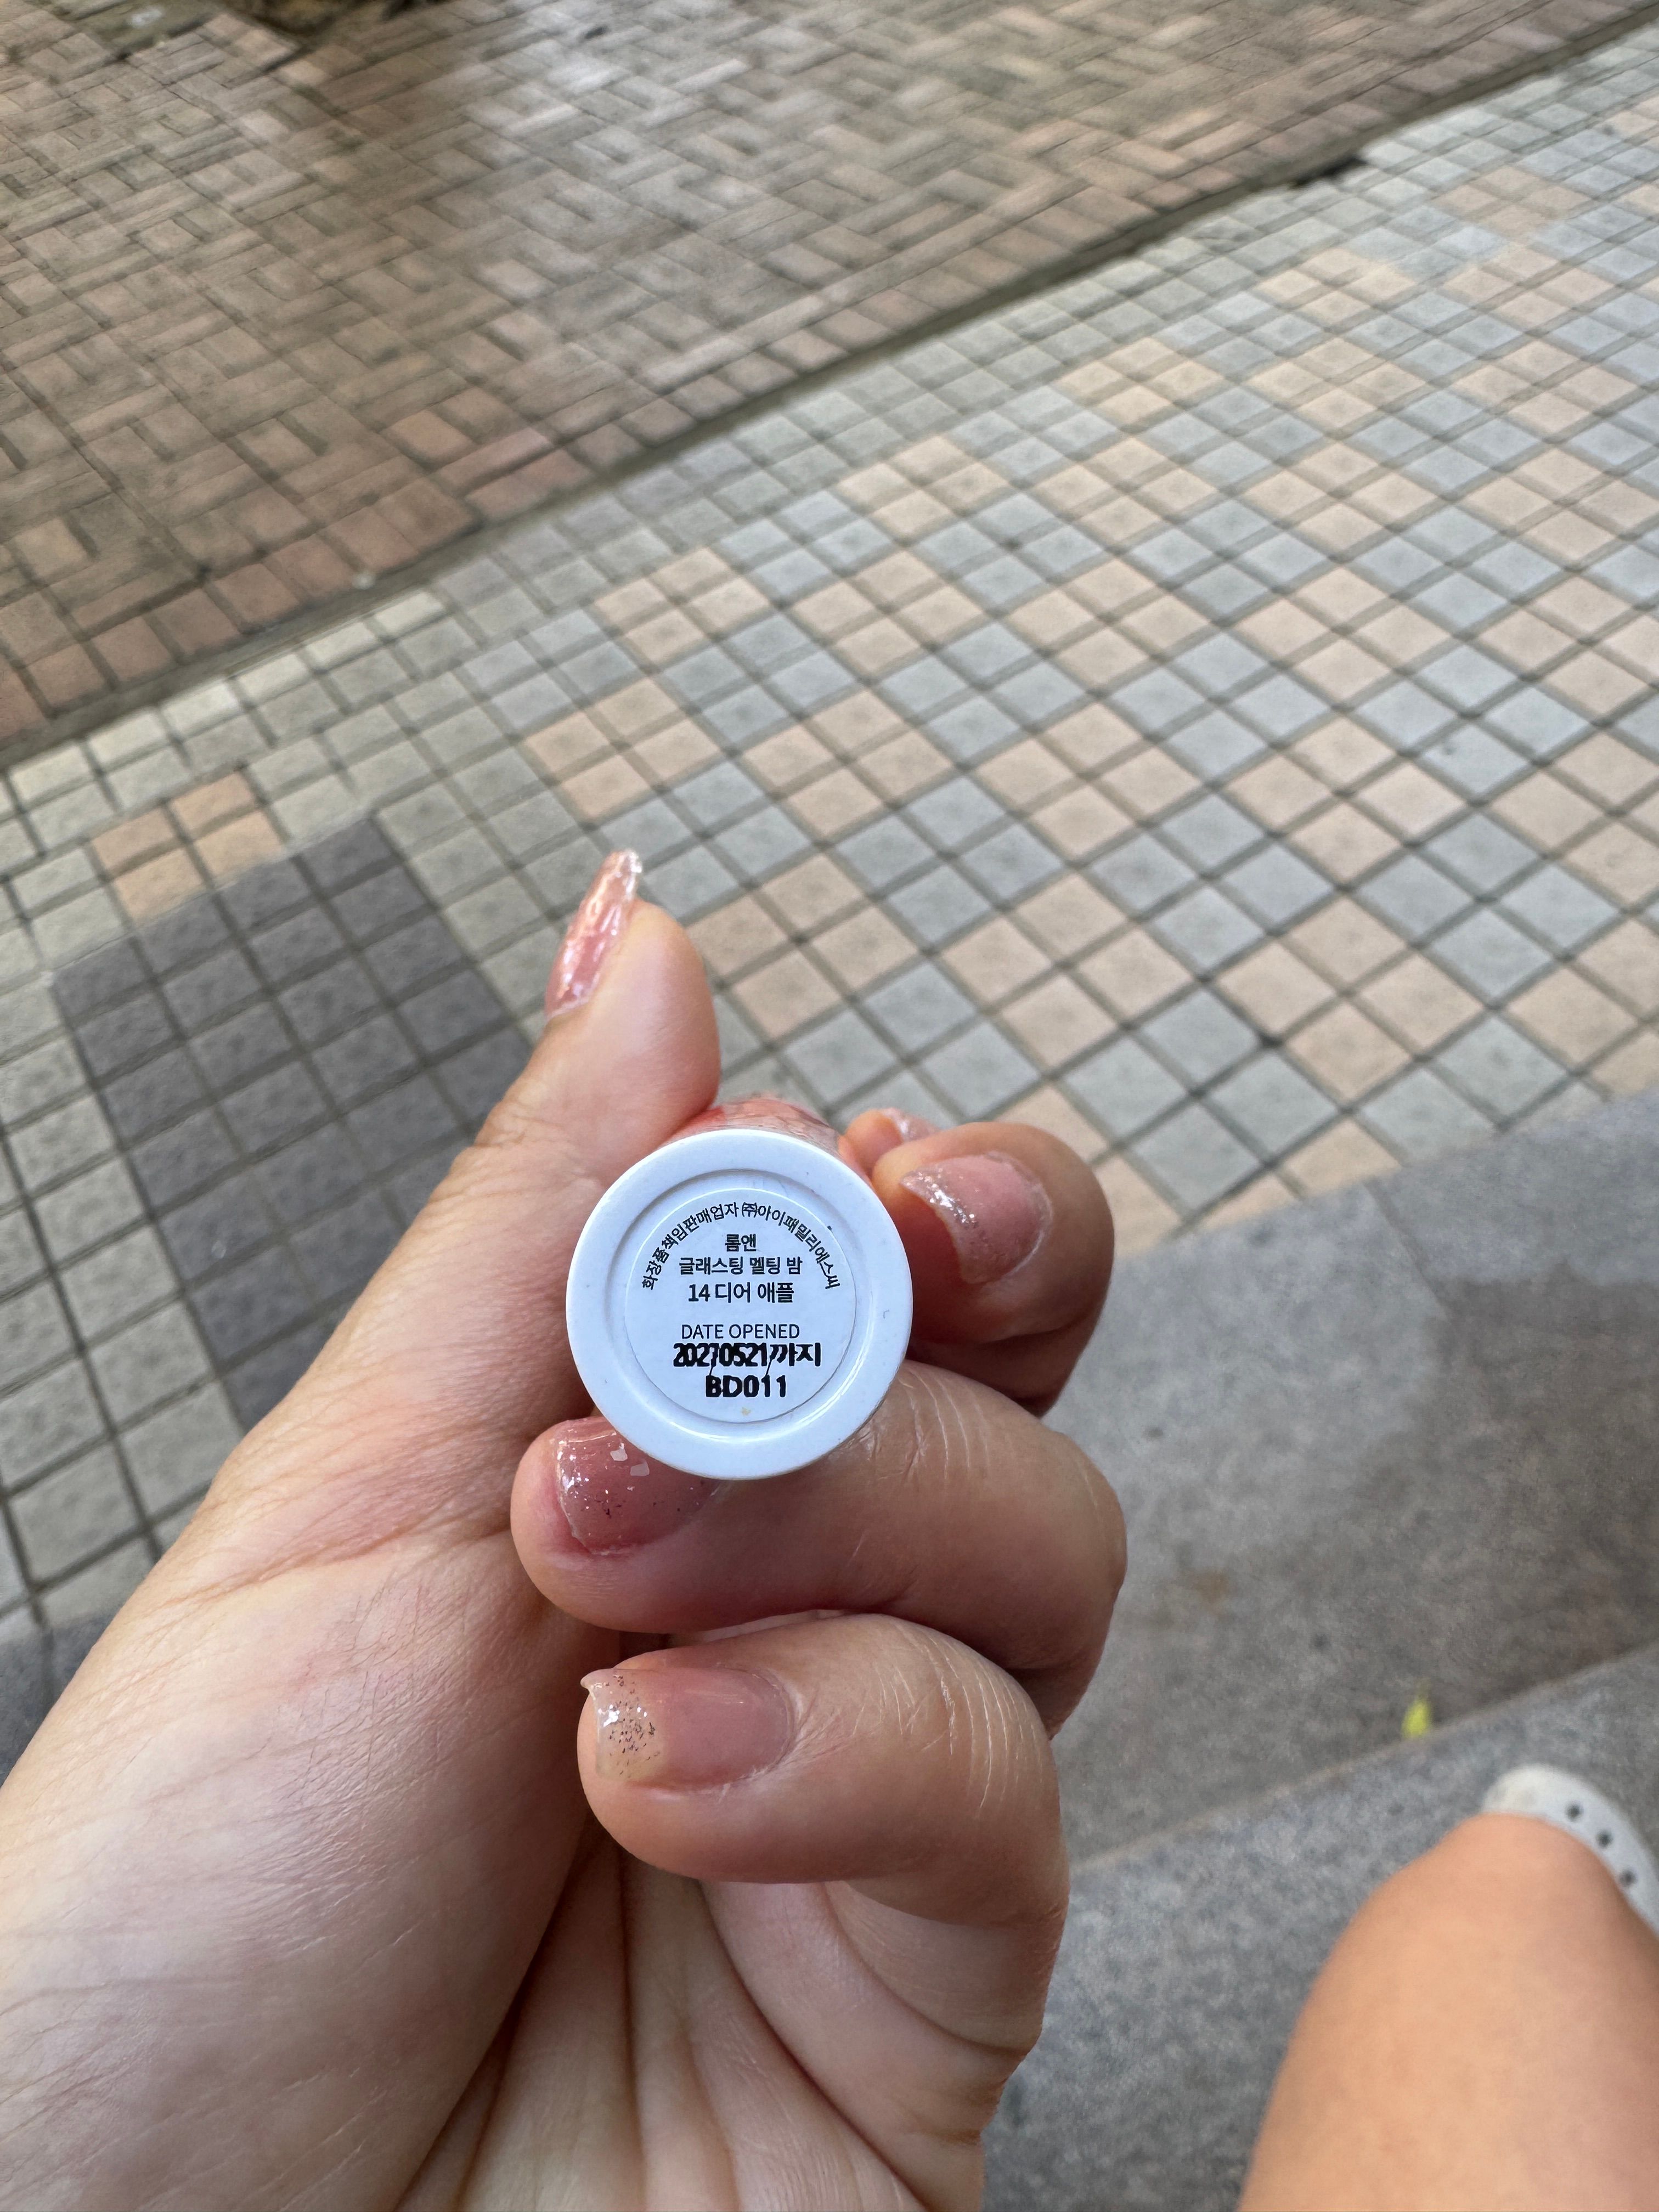 화장품책임판매업자 ㈜아이패밀리에스씨
롬앤
글래스팅 멜팅 밤
14 디어 애플
DATE OPENED
20270521까지
BD011